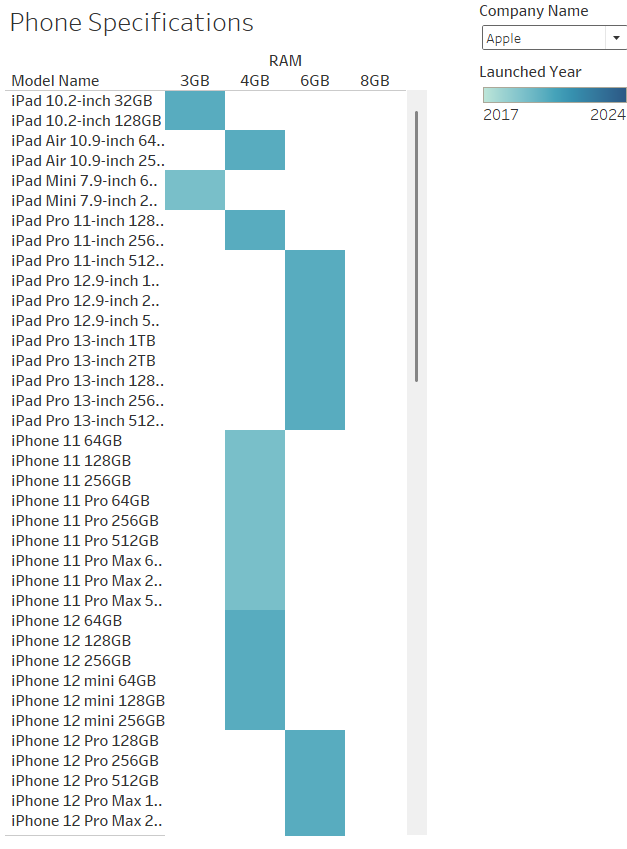 Phone Specifications
Company Name
Apple
Launched Year
2017 2024
RAM
Model Name 3GB 4GB 6GB 8GB
iPad 10.2-inch 32GB
iPad 10.2-inch 128GB
iPad Air 10.9-inch 64..
iPad Air 10.9-inch 25..
iPad Mini 7.9-inch 6..
iPad Mini 7.9-inch 2..
iPad Pro 11-inch 128..
iPad Pro 11-inch 256..
iPad Pro 11-inch 512..
iPad Pro 12.9-inch 1..
iPad Pro 12.9-inch 2..
iPad Pro 12.9-inch 5..
iPad Pro 13-inch 1TB
iPad Pro 13-inch 2TB
iPad Pro 13-inch 128..
iPad Pro 13-inch 256..
iPad Pro 13-inch 512..
iPhone 11 64GB
iPhone 11 128GB
iPhone 11 256GB
iPhone 11 Pro 64GB
iPhone 11 Pro 256GB
iPhone 11 Pro 512GB
iPhone 11 Pro Max 6..
iPhone 11 Pro Max 2..
iPhone 11 Pro Max 5..
iPhone 12 64GB
iPhone 12 128GB
iPhone 12 256GB
iPhone 12 mini 64GB
iPhone 12 mini 128GB
iPhone 12 mini 256GB
iPhone 12 Pro 128GB
iPhone 12 Pro 256GB
iPhone 12 Pro 512GB
iPhone 12 Pro Max 1..
iPhone 12 Pro Max 2..